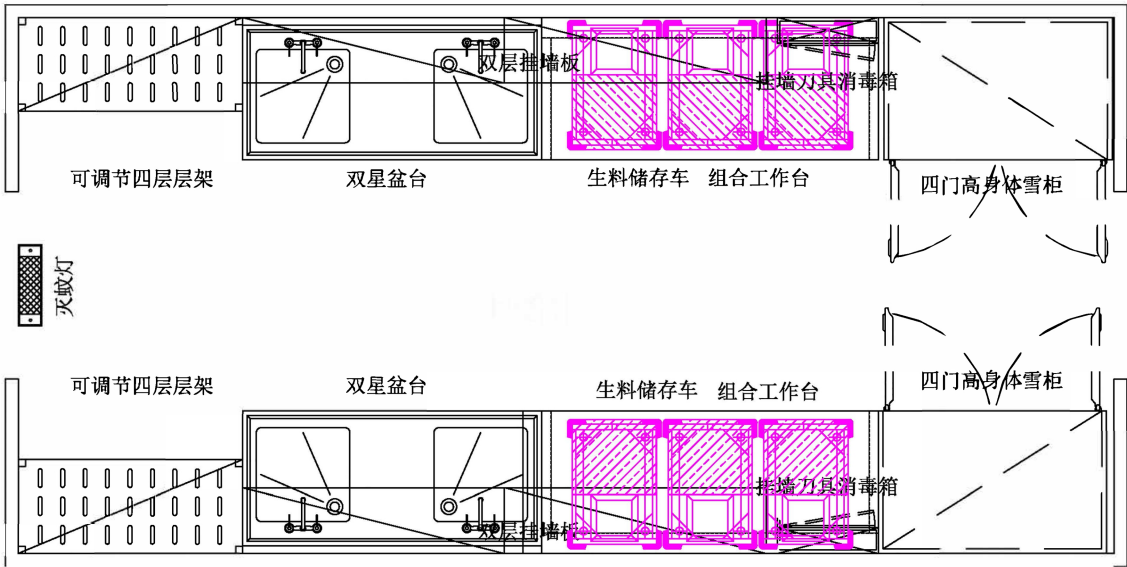 双层挂墙板
挂墙刀具消毒箱
可调节四层层架
双星盆台
生料储存车
组合工作台
四门高身体雪柜
灭蚊灯
可调节四层层架
双星盆台
生料储存车
组合工作台
四门高身体雪柜
挂墙刀具消毒箱
双层挂墙板